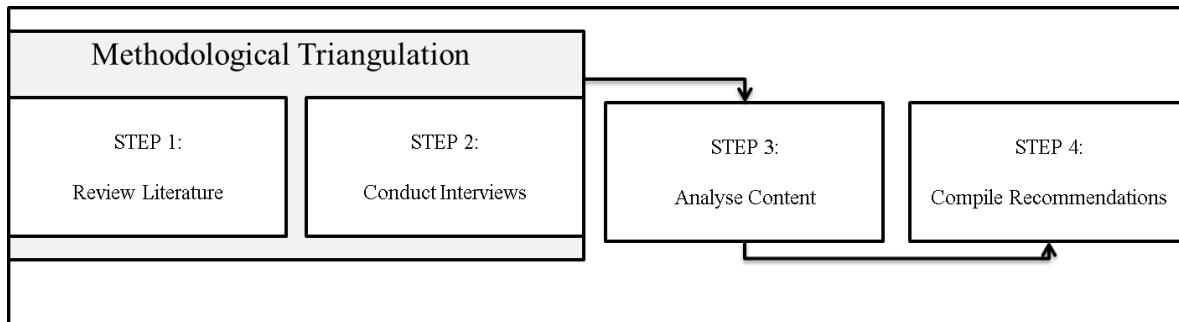 Methodological Triangulation
STEP 1:
Review Literature
STEP 2:
Conduct Interviews
STEP 3:
Analyse Content
STEP 4:
Compile Recommendations